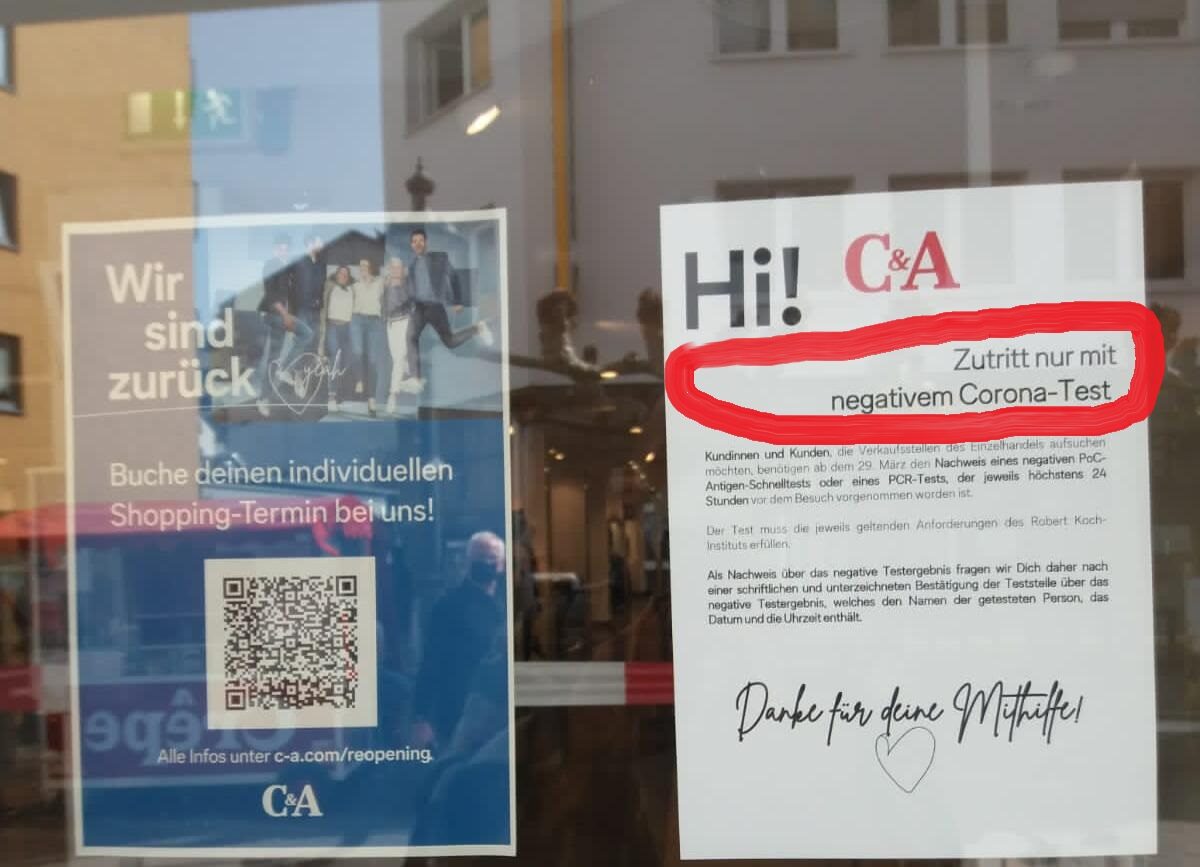 Wir
sind
zurück
yeah
Buche deinen individuellen
Shopping-Termin bei uns!
Alle Infos unter c-a.com/reopening.
C&A
Crêpe
Hi! C&A
Zutritt nur mit
negativem Corona-Test
Kundinnen und Kunden, die Verkaufsstellen des Einzelhandels aufsuchen
möchten, benötigen ab dem 29. März den Nachweis eines negativen PoC-
Antigen-Schnelltests oder eines PCR-Tests, der jeweils höchstens 24
Stunden vor dem Besuch vorgenommen worden ist.
Der Test muss die jeweils geltenden Anforderungen des Robert Koch-
Instituts erfüllen.
Als Nachweis über das negative Testergebnis fragen wir Dich daher nach
einer schriftlichen und unterzeichneten Bestätigung der Teststelle über das
negative Testergebnis, welches den Namen der getesteten Person, das
Datum und die Uhrzeit enthält.
Danke für deine Mithilfe!